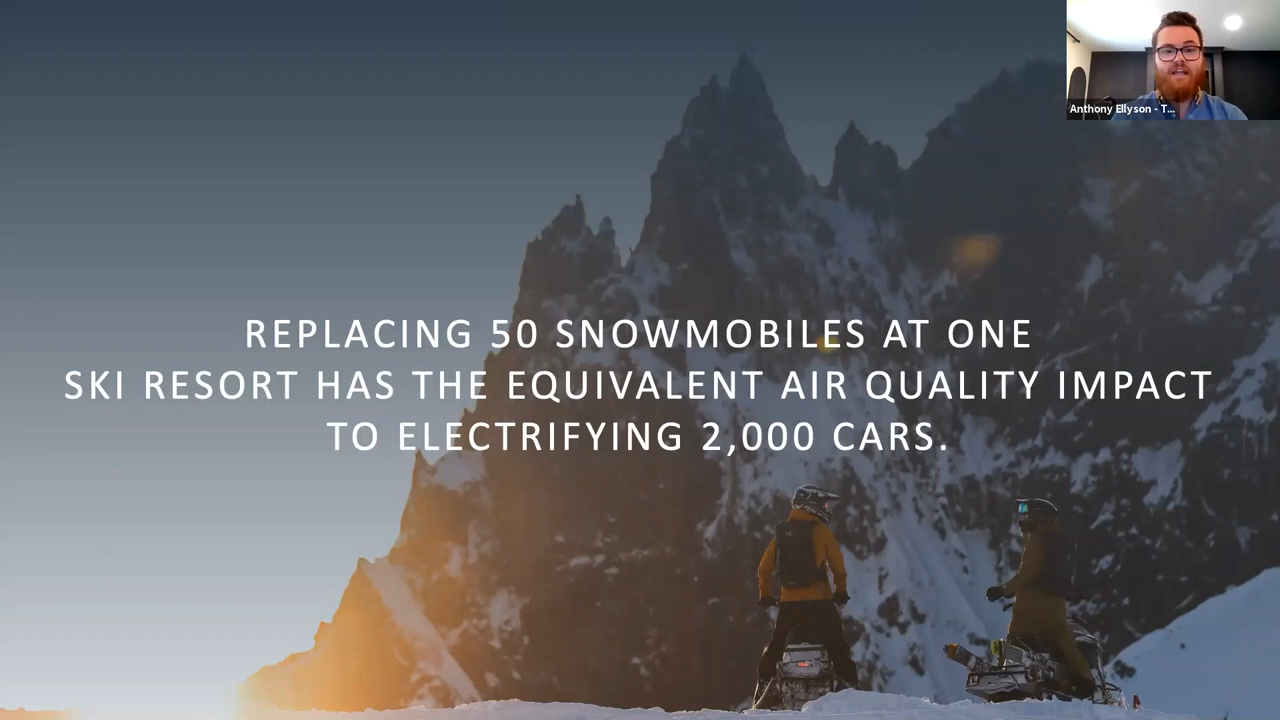 Anthony Ellyson - T...
REPLACING 50 SNOWMOBILES AT ONE
SKI RESORT HAS THE EQUIVALENT AIR QUALITY IMPACT
TO ELECTRIFYING 2,000 CARS.